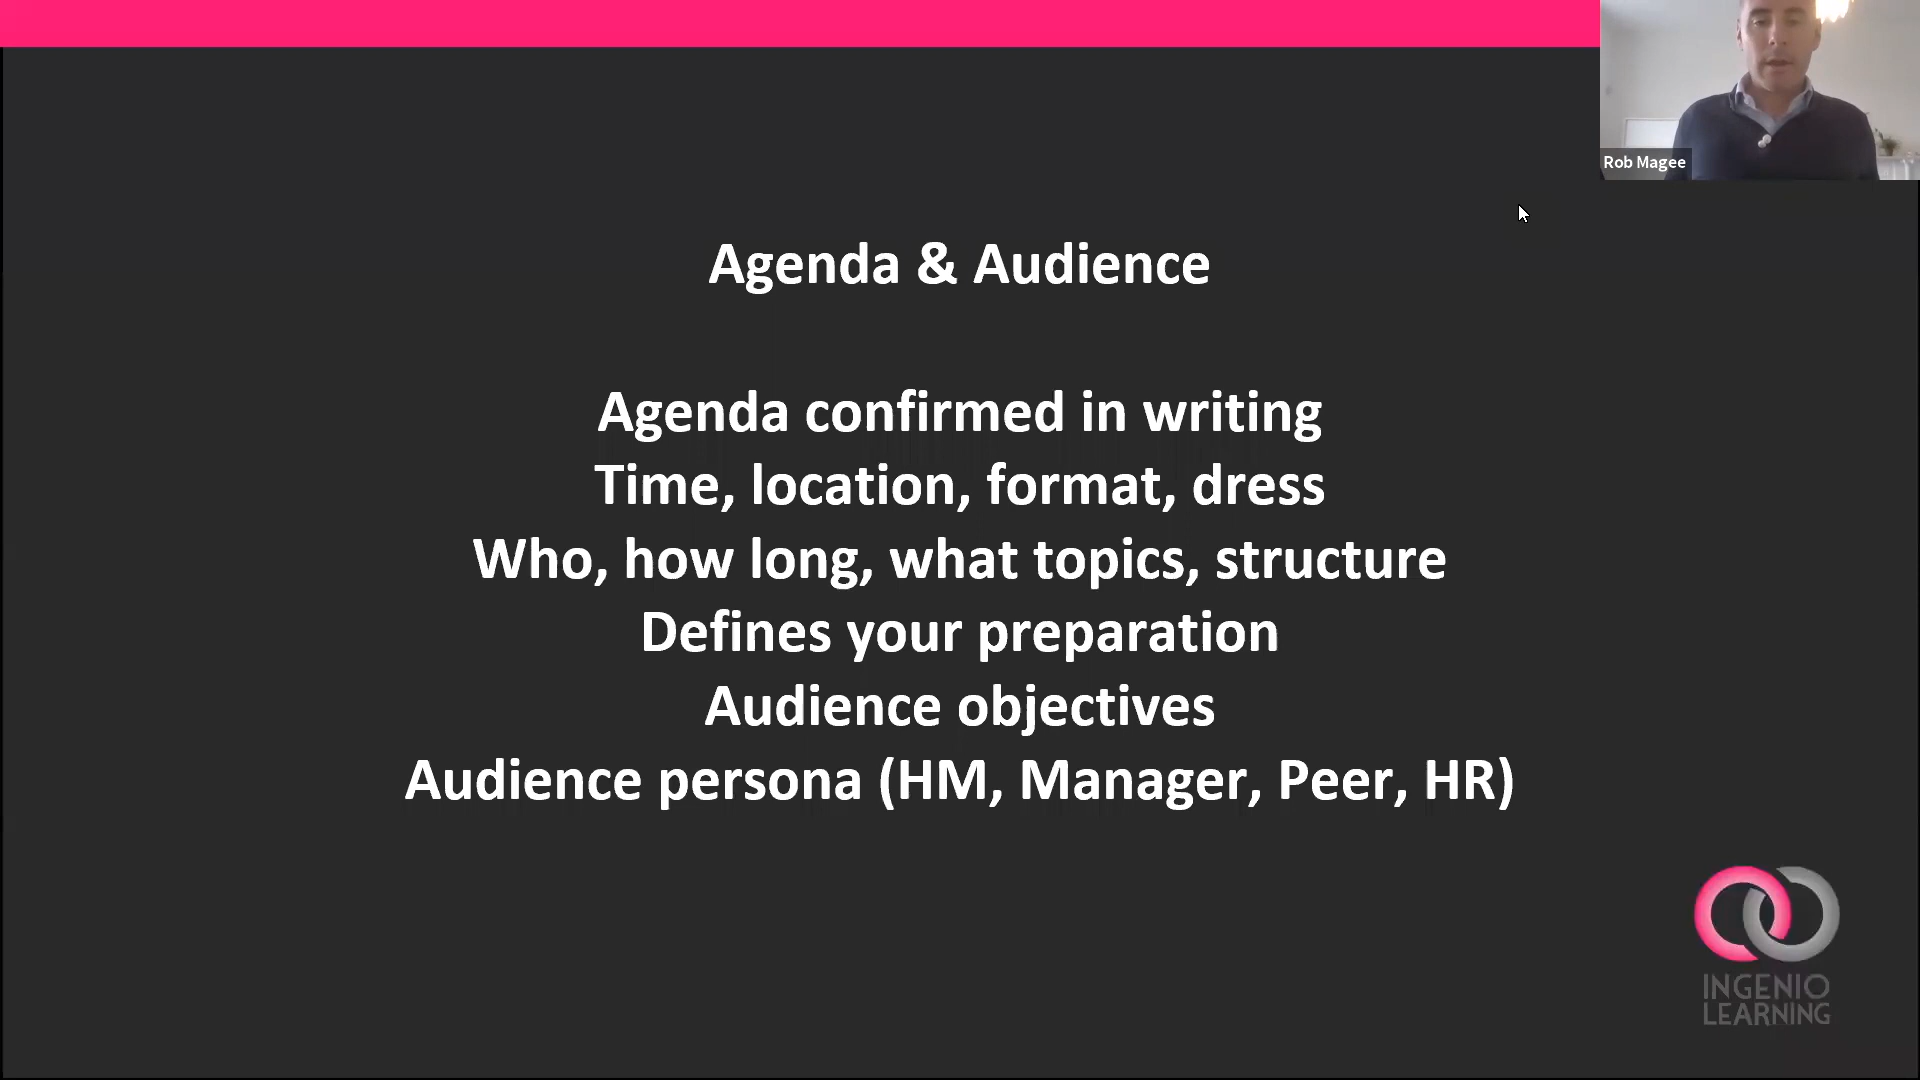 Rob Magee
Agenda & Audience
Agenda confirmed in writing
Time, location, format, dress
Who, how long, what topics, structure
Defines your preparation
Audience objectives
Audience persona (HM, Manager, Peer, HR)
INGENIO
LEARNING